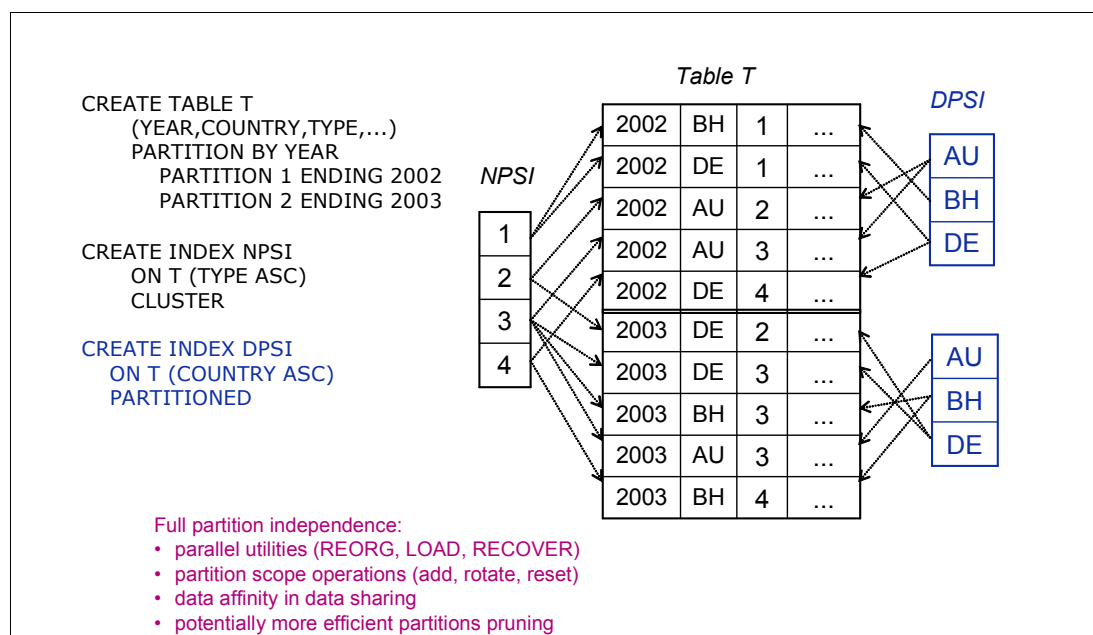 CREATE TABLE T
(YEAR,COUNTRY,TYPE,...)
PARTITION BY YEAR
PARTITION 1 ENDING 2002
PARTITION 2 ENDING 2003
CREATE INDEX NPSI
ON T (TYPE ASC)
CLUSTER
CREATE INDEX DPSI
ON T (COUNTRY ASC)
PARTITIONED
NPSI
1
2
3
4
Table T
2002 BH 1 ...
2002 DE 1 ...
2002 AU 2 ...
2002 AU 3 ...
2002 DE 4 ...
2003 DE 2 ...
2003 DE 3 ...
2003 BH 3 ...
2003 AU 3 ...
2003 BH 4 ...
DPSI
AU
BH
DE
AU
BH
DE
Full partition independence:
• parallel utilities (REORG, LOAD, RECOVER)
• partition scope operations (add, rotate, reset)
• data affinity in data sharing
• potentially more efficient partitions pruning